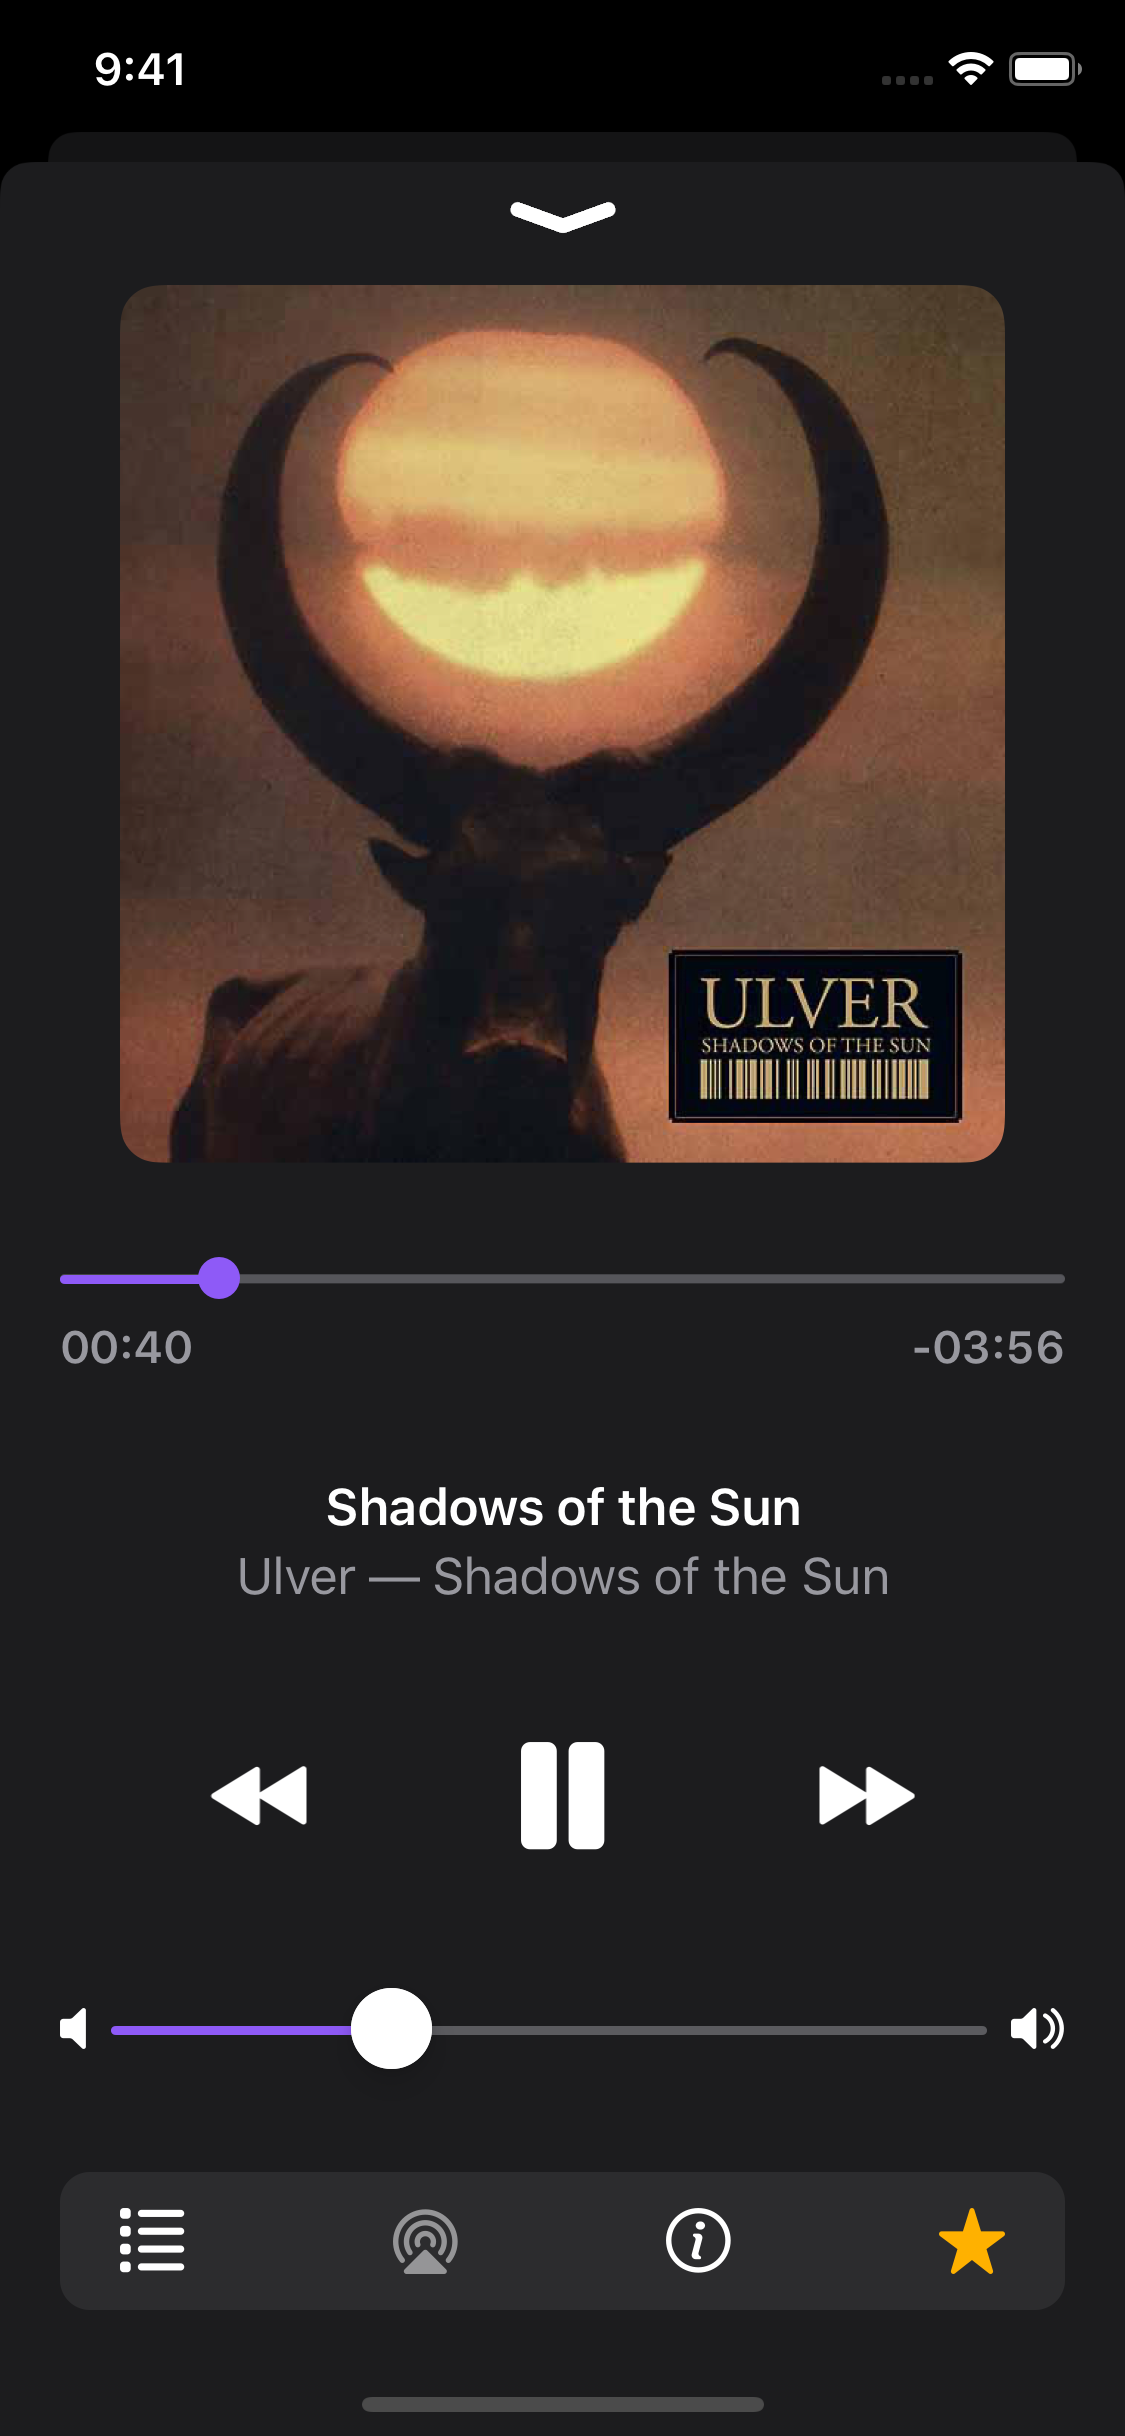 9:41
ULVER
SHADOWS OF THE SUN
00:40
-03:56
Shadows of the Sun
Ulver — Shadows of the Sun